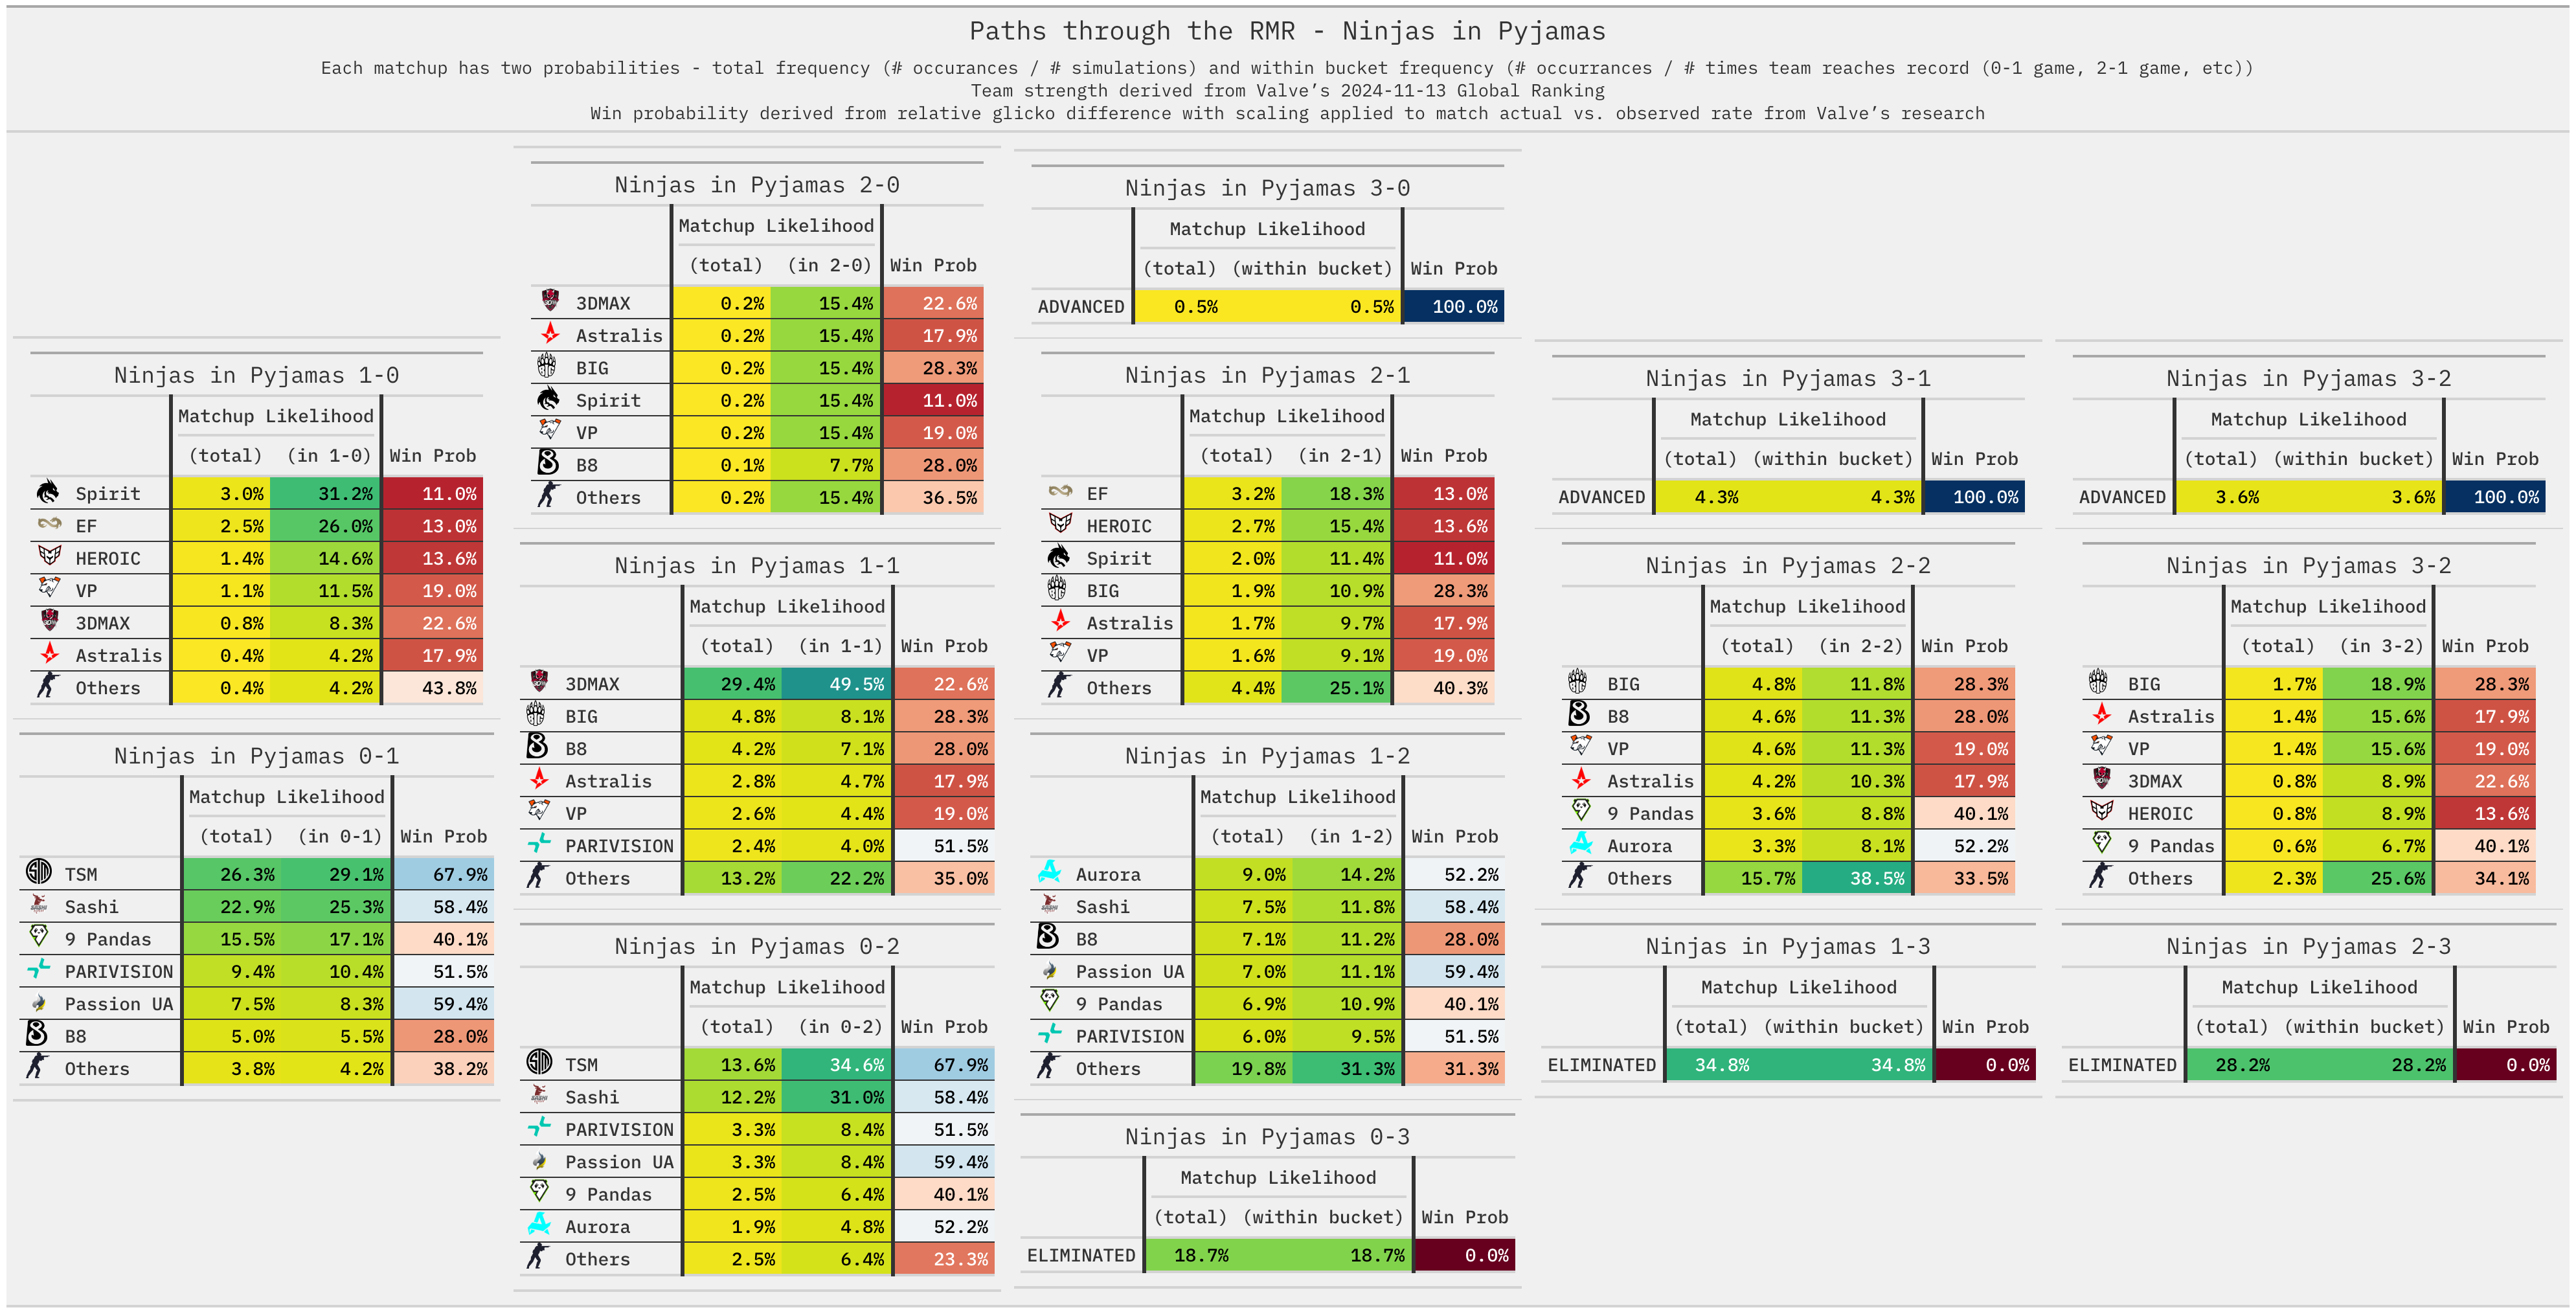 Paths through the RMR - Ninjas in Pyjamas
Each matchup has two probabilities - total frequency (# occurances / # simulations) and within bucket frequency (# occurrances / # times team reaches record (0-1 game, 2-1 game, etc))
Team strength derived from Valve's 2024-11-13 Global Ranking
Win probability derived from relative glicko difference with scaling applied to match actual vs. observed rate from Valve's research
Ninjas in Pyjamas 1-0
Matchup Likelihood
(total) (in 1-0) Win Prob
Spirit 3.0% 31.2% 11.0%
EF 2.5% 26.0% 13.0%
HEROIC 1.4% 14.6% 13.6%
VP 1.1% 11.5% 19.0%
3DMAX 0.8% 8.3% 22.6%
Astralis 0.4% 4.2% 17.9%
Others 0.4% 4.2% 43.8%
Ninjas in Pyjamas 0-1
Matchup Likelihood
(total) (in 0-1) Win Prob
TSM 26.3% 29.1% 67.9%
Sashi 22.9% 25.3% 58.4%
9 Pandas 15.5% 17.1% 40.1%
PARIVISION 9.4% 10.4% 51.5%
Passion UA 7.5% 8.3% 59.4%
B8 5.0% 5.5% 28.0%
Others 3.8% 4.2% 38.2%
Ninjas in Pyjamas 2-0
Matchup Likelihood
(total) (in 2-0) Win Prob
3DMAX 0.2% 15.4% 22.6%
Astralis 0.2% 15.4% 17.9%
BIG 0.2% 15.4% 28.3%
Spirit 0.2% 15.4% 11.0%
VP 0.2% 15.4% 19.0%
B8 0.1% 7.7% 28.0%
Others 0.2% 15.4% 36.5%
Ninjas in Pyjamas 1-1
Matchup Likelihood
(total) (in 1-1) Win Prob
3DMAX 29.4% 49.5% 22.6%
BIG 4.8% 8.1% 28.3%
B8 4.2% 7.1% 28.0%
Astralis 2.8% 4.7% 17.9%
VP 2.6% 4.4% 19.0%
PARIVISION 2.4% 4.0% 51.5%
Others 13.2% 22.2% 35.0%
Ninjas in Pyjamas 0-2
Matchup Likelihood
(total) (in 0-2) Win Prob
TSM 13.6% 34.6% 67.9%
Sashi 12.2% 31.0% 58.4%
PARIVISION 3.3% 8.4% 51.5%
Passion UA 3.3% 8.4% 59.4%
9 Pandas 2.5% 6.4% 40.1%
Aurora 1.9% 4.8% 52.2%
Others 2.5% 6.4% 23.3%
Ninjas in Pyjamas 3-0
Matchup Likelihood
(total) (within bucket) Win Prob
ADVANCED 0.5% 0.5% 100.0%
Ninjas in Pyjamas 2-1
Matchup Likelihood
(total) (in 2-1) Win Prob
EF 3.2% 18.3% 13.0%
HEROIC 2.7% 15.4% 13.6%
Spirit 2.0% 11.4% 11.0%
BIG 1.9% 10.9% 28.3%
Astralis 1.7% 9.7% 17.9%
VP 1.6% 9.1% 19.0%
Others 4.4% 25.1% 40.3%
Ninjas in Pyjamas 1-2
Matchup Likelihood
(total) (in 1-2) Win Prob
Aurora 9.0% 14.2% 52.2%
Sashi 7.5% 11.8% 58.4%
B8 7.1% 11.2% 28.0%
Passion UA 7.0% 11.1% 59.4%
9 Pandas 6.9% 10.9% 40.1%
PARIVISION 6.0% 9.5% 51.5%
Others 19.8% 31.3% 31.3%
Ninjas in Pyjamas 0-3
Matchup Likelihood
(total) (within bucket) Win Prob
ELIMINATED 18.7% 18.7% 0.0%
Ninjas in Pyjamas 3-1
Matchup Likelihood
(total) (within bucket) Win Prob
ADVANCED 4.3% 4.3% 100.0%
Ninjas in Pyjamas 2-2
Matchup Likelihood
(total) (in 2-2) Win Prob
BIG 4.8% 11.8% 28.3%
B8 4.6% 11.3% 28.0%
VP 4.6% 11.3% 19.0%
Astralis 4.2% 10.3% 17.9%
9 Pandas 3.6% 8.8% 40.1%
Aurora 3.3% 8.1% 52.2%
Others 15.7% 38.5% 33.5%
Ninjas in Pyjamas 1-3
Matchup Likelihood
(total) (within bucket) Win Prob
ELIMINATED 34.8% 34.8% 0.0%
Ninjas in Pyjamas 3-2
Matchup Likelihood
(total) (within bucket) Win Prob
ADVANCED 3.6% 3.6% 100.0%
Ninjas in Pyjamas 3-2
Matchup Likelihood
(total) (in 3-2) Win Prob
BIG 1.7% 18.9% 28.3%
Astralis 1.4% 15.6% 17.9%
VP 1.4% 15.6% 19.0%
3DMAX 0.8% 8.9% 22.6%
HEROIC 0.8% 8.9% 13.6%
9 Pandas 0.6% 6.7% 40.1%
Others 2.3% 25.6% 34.1%
Ninjas in Pyjamas 2-3
Matchup Likelihood
(total) (within bucket) Win Prob
ELIMINATED 28.2% 28.2% 0.0%